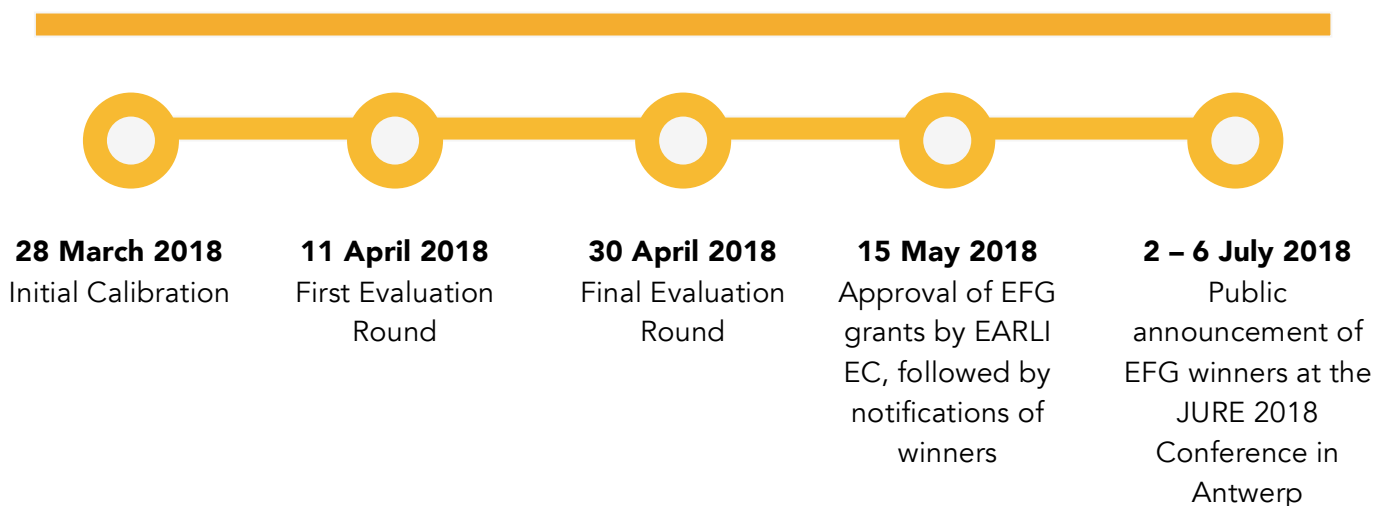 28 March 2018
Initial Calibration
11 April 2018
First Evaluation
Round
30 April 2018
Final Evaluation
Round
15 May 2018
Approval of EFG
grants by EARLI
EC, followed by
notifications of
winners
2 – 6 July 2018
Public
announcement of
EFG winners at the
JURE 2018
Conference in
Antwerp